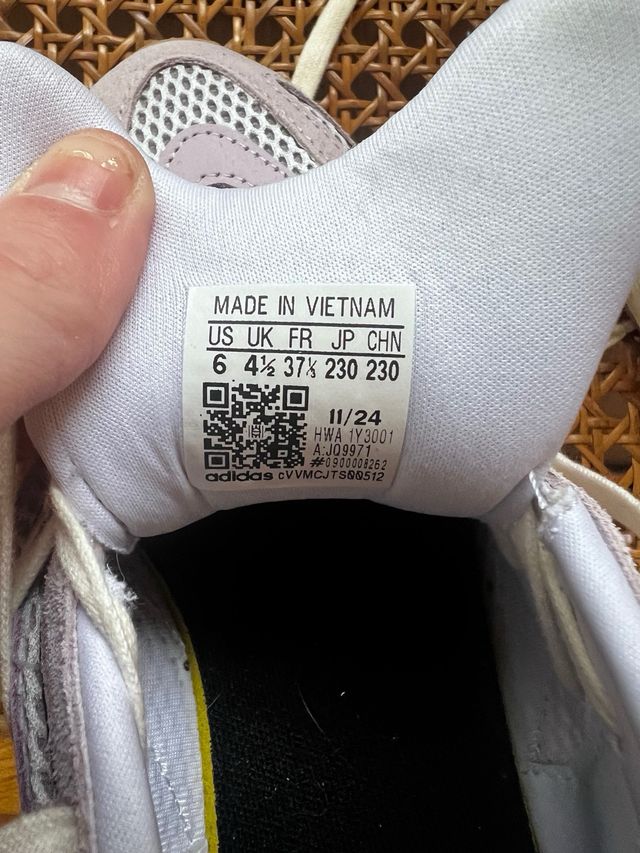 MADE IN VIETNAM
US UK FR JP CHN
6 4½ 37⅓ 230 230
11/24
HWA 1Y3001
A:JQ9971
#0900008262
adidas cVVMCJTS00512